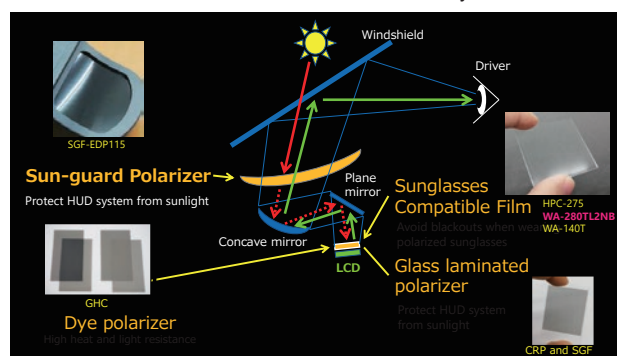 Windshield
Driver
SGF-EDP115
Sun-guard Polarizer
Protect HUD system from sunlight
Plane
mirror
Concave mirror
LCD
Sunglasses
Compatible Film
Avoid blackouts when wea
polarized sunglasses
HPC-275
WA-280TL2NB
WA-140T
Glass laminated
polarizer
Protect HUD system
from sunlight
GHC
Dye polarizer
High heat and light resistance
CRP and SGF